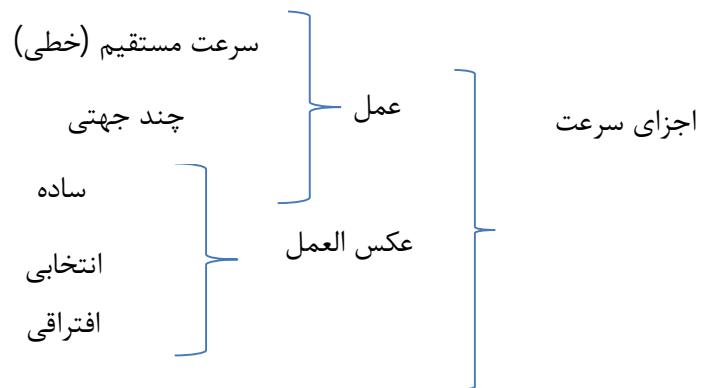 اجزای سرعت
عمل
سرعت مستقیم (خطی)
چند جهتی
عکس العمل
ساده
انتخابی
افتراقی